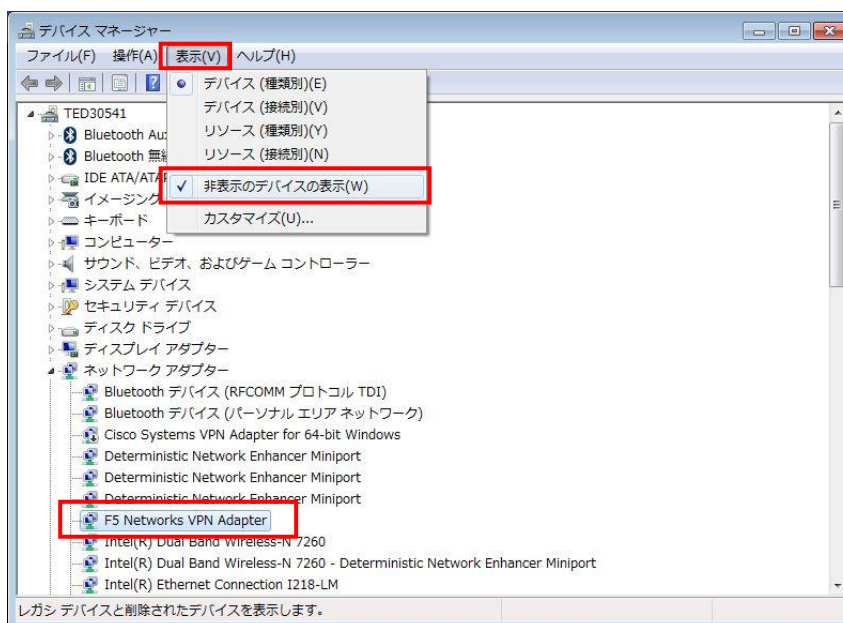 デバイス マネージャー
ファイル(F) 操作(A) 表示(V) ヘルプ(H)
デバイス (種類別)(E)
デバイス (接続別)(V)
リソース (種類別)(Y)
リソース (接続別)(N)
非表示のデバイスの表示(W)
カスタマイズ(U)...
TED30541
Bluetooth Au
Bluetooth 無
IDE ATA/ATA
イメージング
キーボード
コンピューター
サウンド、ビデオ、およびゲーム コントローラー
システム デバイス
セキュリティ デバイス
ディスク ドライブ
ディスプレイ アダプター
ネットワーク アダプター
Bluetooth デバイス (RFCOMM プロトコル TDI)
Bluetooth デバイス (パーソナル エリア ネットワーク)
Cisco Systems VPN Adapter for 64-bit Windows
Deterministic Network Enhancer Miniport
Deterministic Network Enhancer Miniport
Deterministic Network Enhancer Miniport
F5 Networks VPN Adapter
Intel(R) Dual Band Wireless-N 7260
Intel(R) Dual Band Wireless-N 7260 - Deterministic Network Enhancer Miniport
Intel(R) Ethernet Connection I218-LM
レガシ デバイスと削除されたデバイスを表示します。